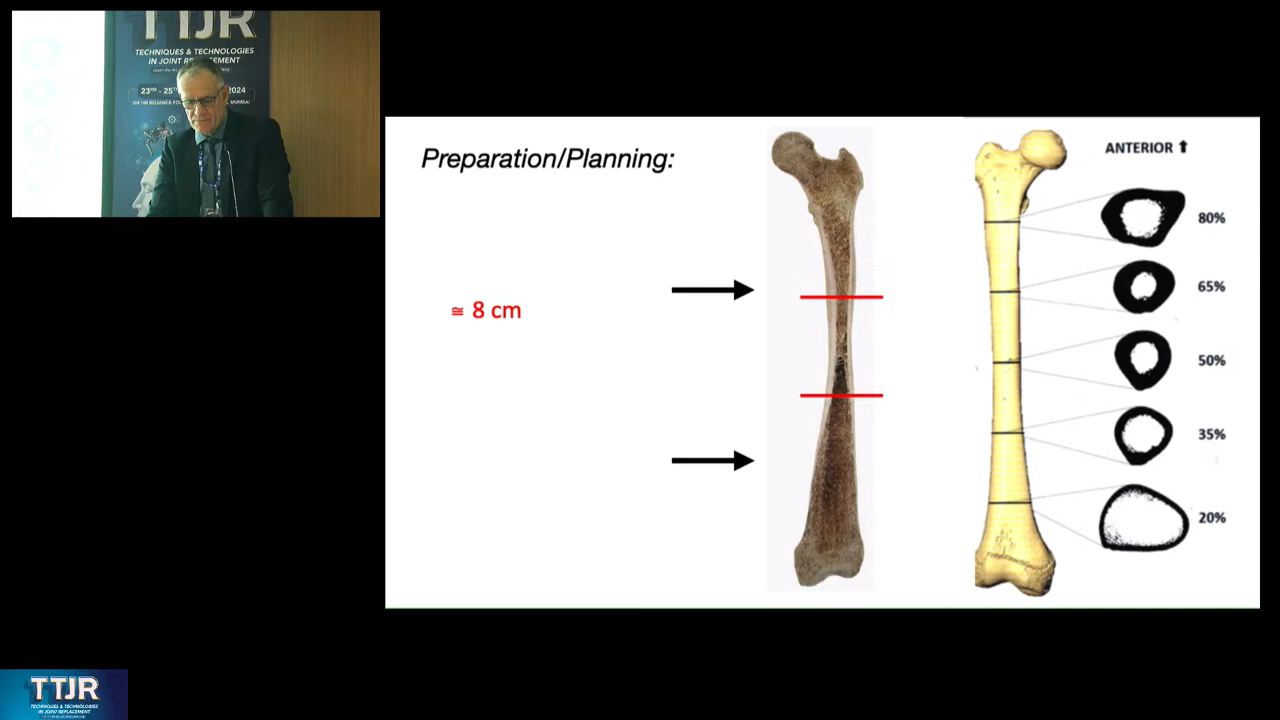 TTJR
TECHNIQUES & TECHNOLOGIES
IN JOINT REPLACEMENT
23RD - 25TH 2024
Preparation/Planning:
≅ 8 cm
ANTERIOR ⬆
80%
65%
50%
35%
20%
TTJR
TECHNIQUES & TECHNOLOGIES
IN JOINT REPLACEMENT